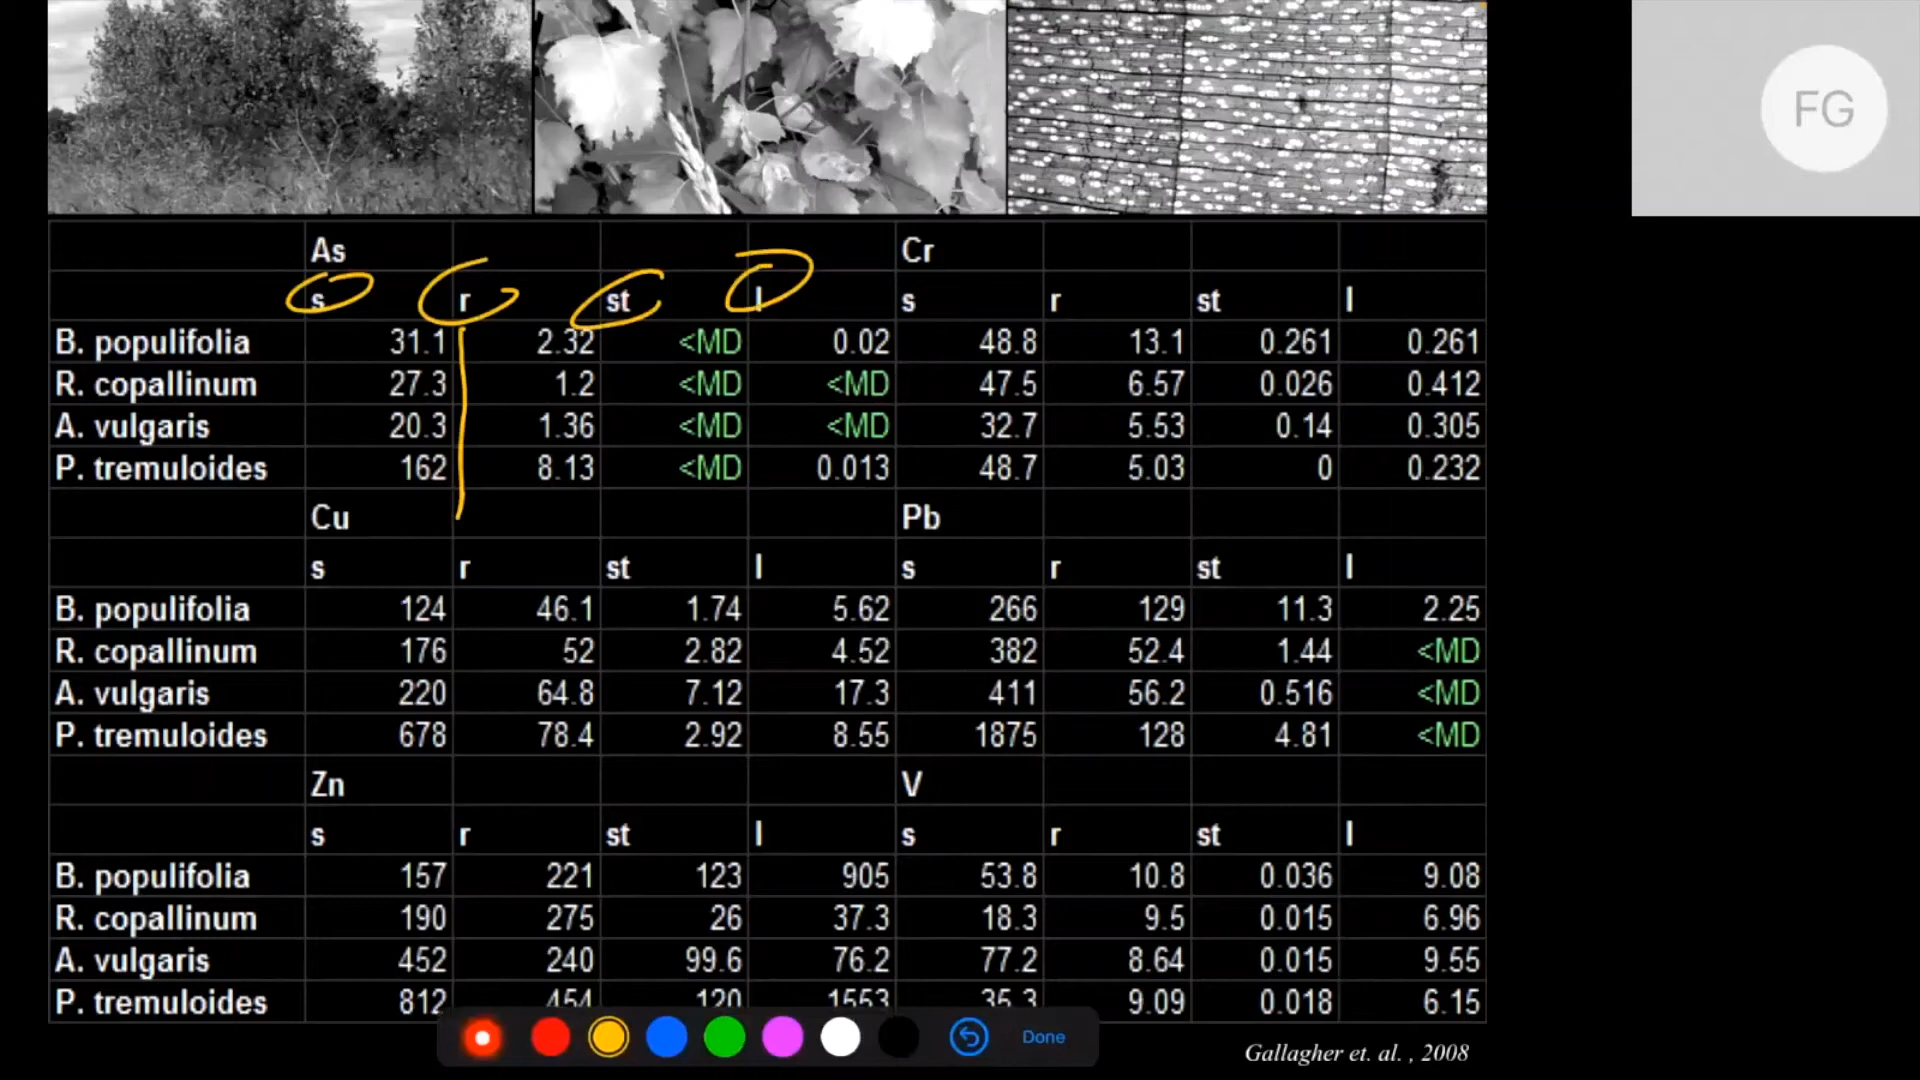 FG
As Cr
s r st l s r st l
B. populifolia 31.1 2.32 <MD 0.02 48.8 13.1 0.261 0.261
R. copallinum 27.3 1.2 <MD <MD 47.5 6.57 0.026 0.412
A. vulgaris 20.3 1.36 <MD <MD 32.7 5.53 0.14 0.305
P. tremuloides 162 8.13 <MD 0.013 48.7 5.03 0 0.232
Cu Pb
s r st l s r st l
B. populifolia 124 46.1 1.74 5.62 266 129 11.3 2.25
R. copallinum 176 52 2.82 4.52 382 52.4 1.44 <MD
A. vulgaris 220 64.8 7.12 17.3 411 56.2 0.516 <MD
P. tremuloides 678 78.4 2.92 8.55 1875 128 4.81 <MD
Zn V
s r st l s r st l
B. populifolia 157 221 123 905 53.8 10.8 0.036 9.08
R. copallinum 190 275 26 37.3 18.3 9.5 0.015 6.96
A. vulgaris 452 240 99.6 76.2 77.2 8.64 0.015 9.55
P. tremuloides 812 454 120 1553 35.3 9.09 0.018 6.15
Done
Gallagher et. al. , 2008